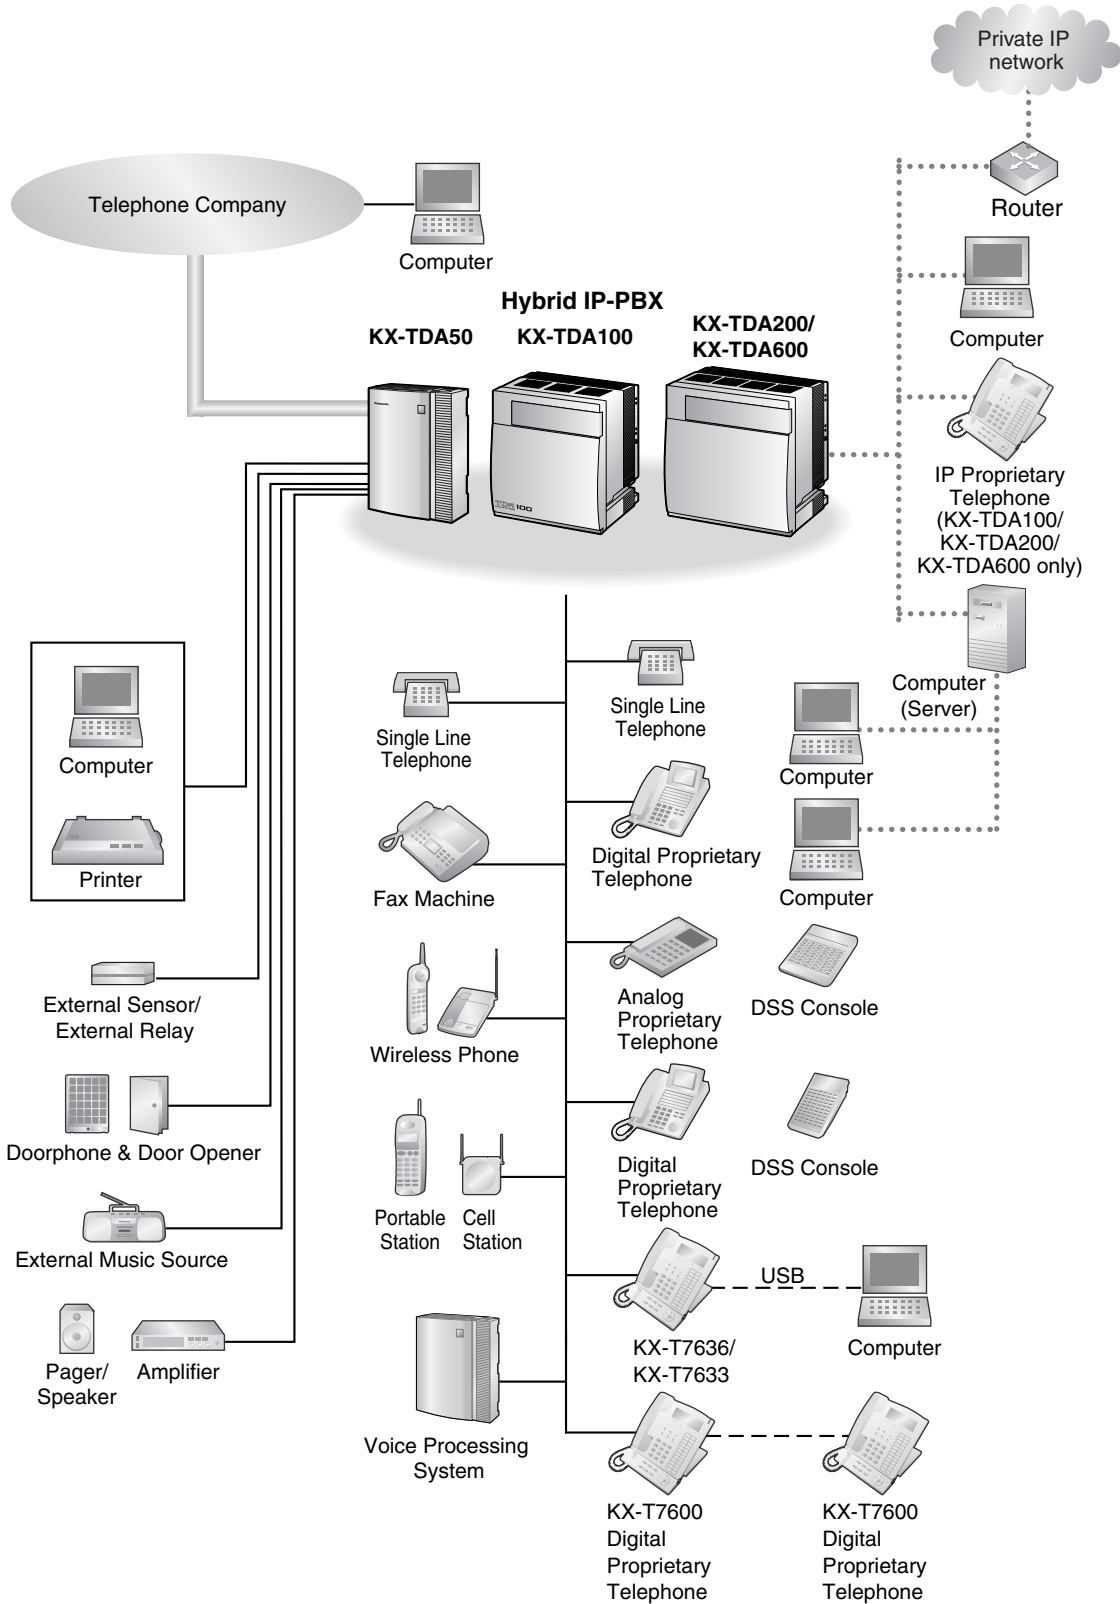 Private IP
network
Telephone Company
Router
Computer
Hybrid IP-PBX
KX-TDA50
KX-TDA100
KX-TDA200/
KX-TDA600
Computer
IP Proprietary
Telephone
(KX-TDA100/
KX-TDA200/
KX-TDA600 only)
Panasonic
TDA 100
Computer
Printer
Single Line
Telephone
Single Line
Telephone
Computer
(Server)
Computer
Fax Machine
Digital Proprietary
Telephone
Computer
External Sensor/
External Relay
Wireless Phone
Analog
Proprietary
Telephone
DSS Console
Doorphone & Door Opener
Portable
Station
Cell
Station
Digital
Proprietary
Telephone
DSS Console
External Music Source
USB
Pager/
Speaker
Amplifier
KX-T7636/
KX-T7633
Computer
Voice Processing
System
KX-T7600
Digital
Proprietary
Telephone
KX-T7600
Digital
Proprietary
Telephone